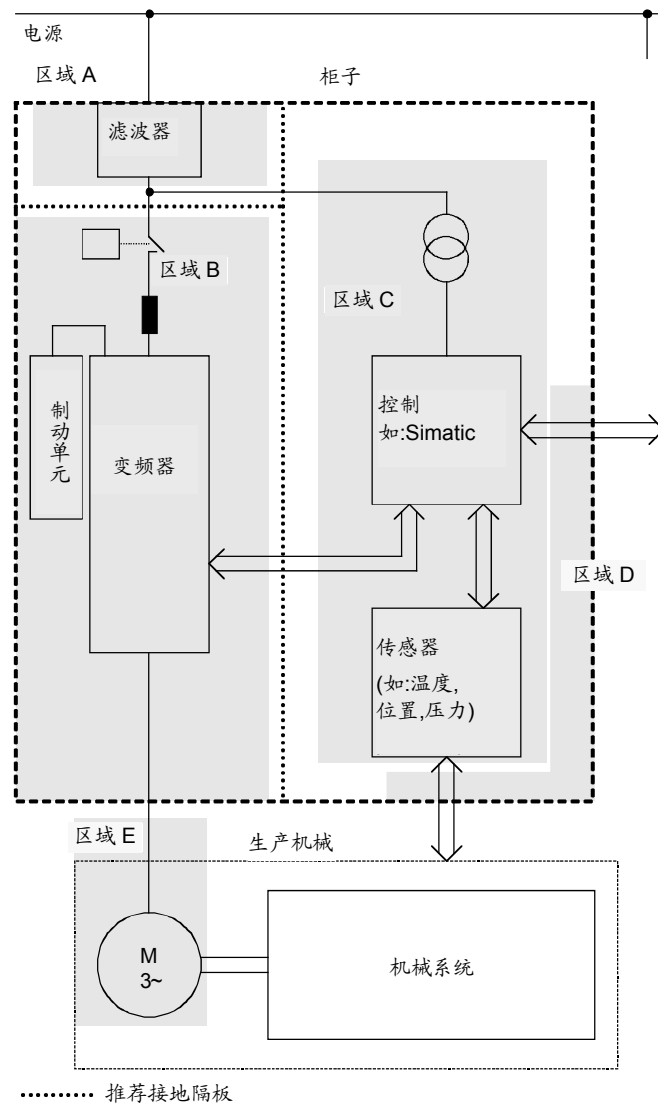 电源
区域 A
柜子
滤波器
区域 B
区域 C
制动单元
变频器
控制
如:Simatic
区域 D
传感器
(如:温度,
位置,压力)
区域 E
生产机械
M
3~
机械系统
推荐接地隔板